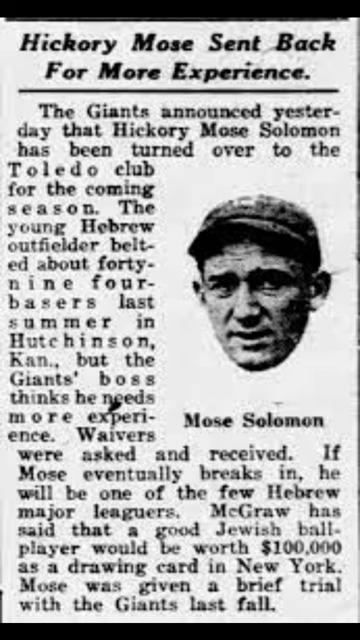 Hickory Mose Sent Back
For More Experience.
The Giants announced yester-
day that Hickory Mose Solomon
has been turned over to the
Toledo club
for the coming
season. The
young Hebrew
outfielder belt-
ed about forty-
nine four-
basers last
summer in
Hutchinson,
Kan., but the
Giants' boss
thinks he needs
more experi-
ence. Waivers
Mose Solomon
were asked and received. If
Mose eventually breaks in, he
will be one of the few Hebrew
major leaguers. McGraw has
said that a good Jewish ball-
player would be worth $100,000
as a drawing card in New York.
Mose was given a brief trial
with the Giants last fall.